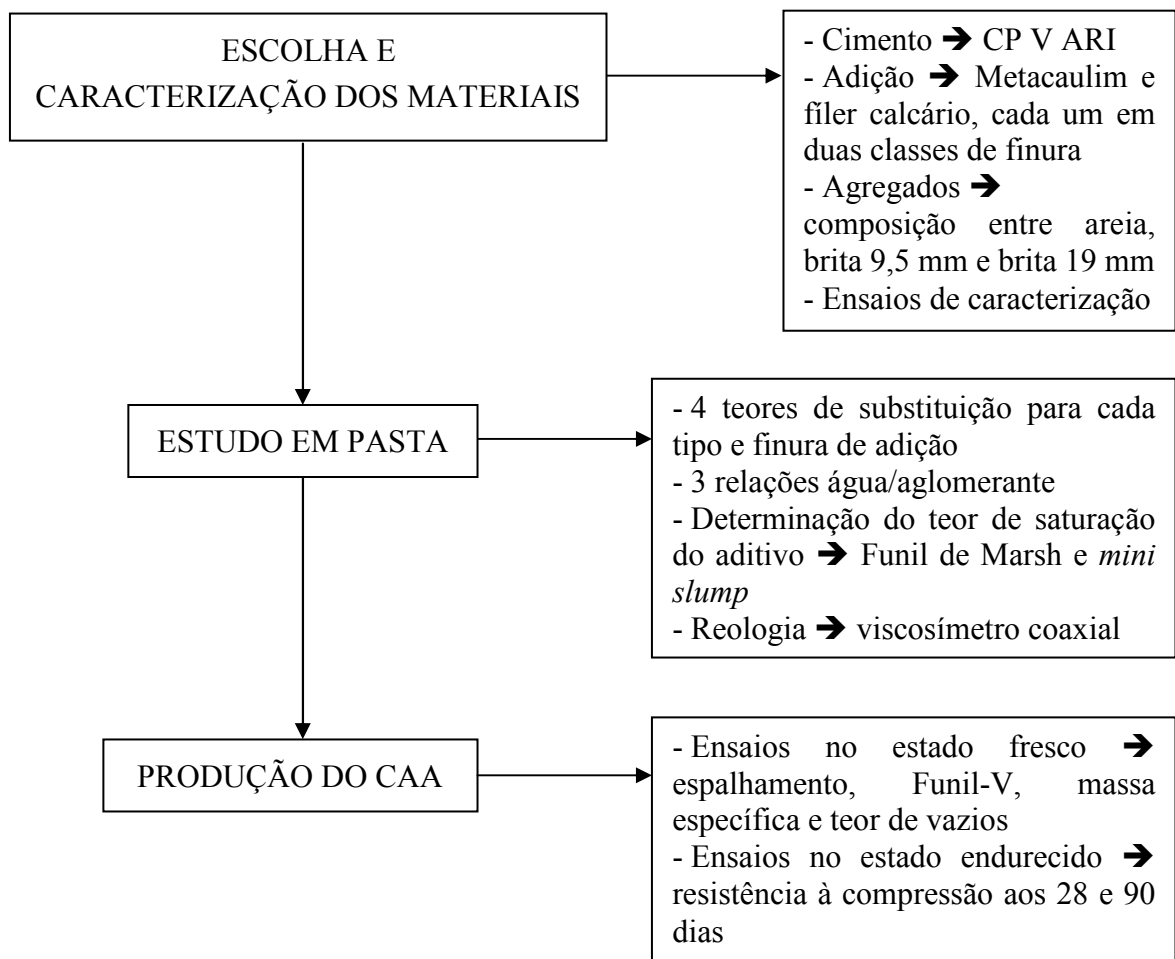 ESCOLHA E
CARACTERIZAÇÃO DOS MATERIAIS
- Cimento ➔ CP V ARI
- Adição ➔ Metacaulim e
fíler calcário, cada um em
duas classes de finura
- Agregados ➔
composição entre areia,
brita 9,5 mm e brita 19 mm
- Ensaios de caracterização
ESTUDO EM PASTA
- 4 teores de substituição para cada
tipo e finura de adição
- 3 relações água/aglomerante
- Determinação do teor de saturação
do aditivo ➔ Funil de Marsh e mini
slump
- Reologia ➔ viscosímetro coaxial
PRODUÇÃO DO CAA
- Ensaios no estado fresco ➔
espalhamento, Funil-V, massa
específica e teor de vazios
- Ensaios no estado endurecido ➔
resistência à compressão aos 28 e 90
dias